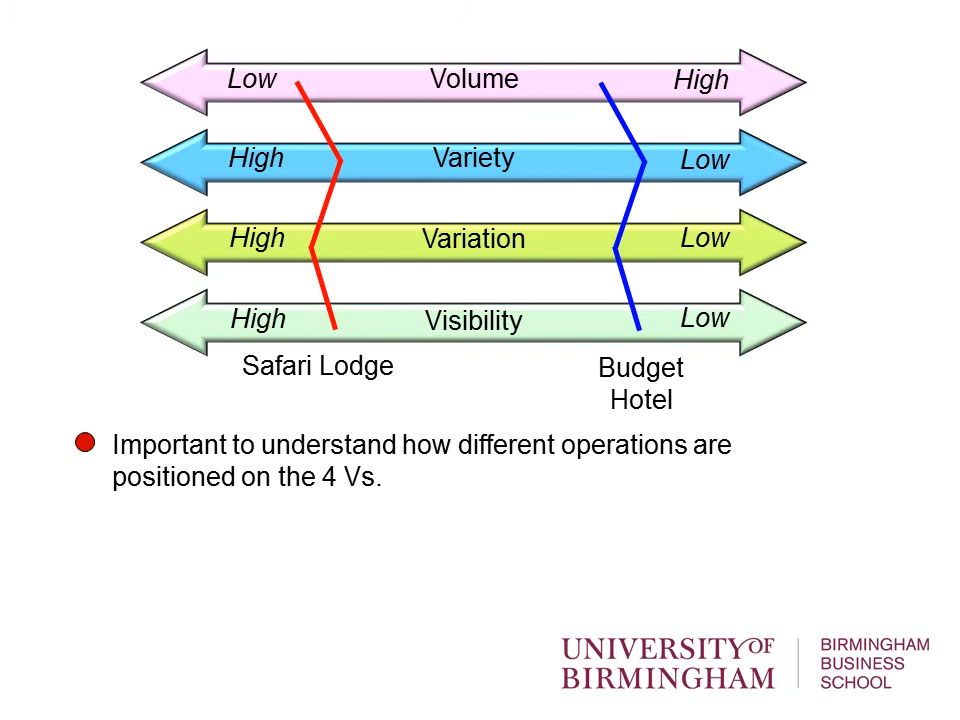 Low Volume High
High Variety Low
High Variation Low
High Visibility Low
Safari Lodge
Budget
Hotel
Important to understand how different operations are
positioned on the 4 Vs.
UNIVERSITY OF
BIRMINGHAM
BIRMINGHAM
BUSINESS
SCHOOL